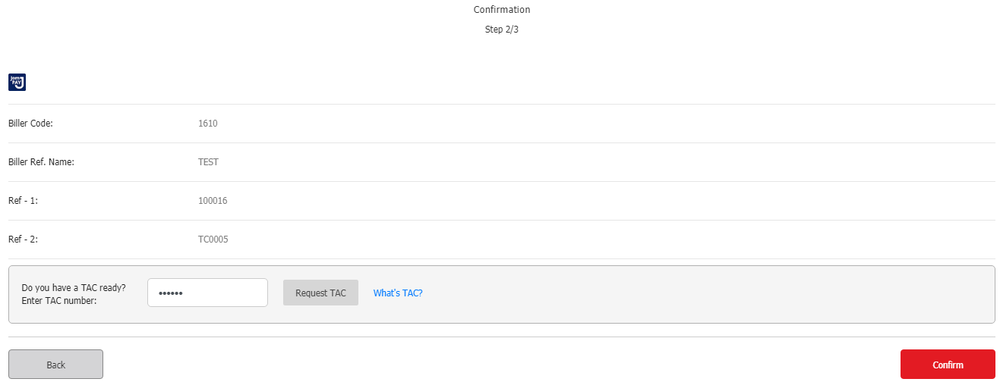 Confirmation
Step 2/3
Jom
PAY
Biller Code: 1610
Biller Ref. Name: TEST
Ref - 1: 100016
Ref - 2: TC0005
Do you have a TAC ready?
Enter TAC number: •••••• Request TAC What's TAC?
Back Confirm